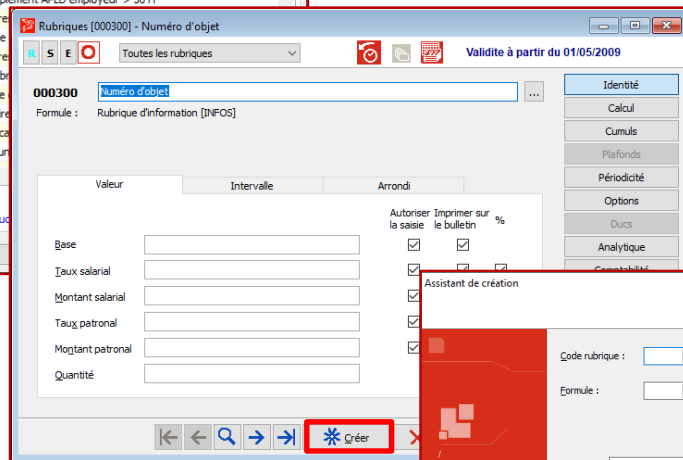 Rubriques [000300] - Numéro d'objet
R S E O Toutes les rubriques Validite à partir du 01/05/2009
000300 Numéro d'objet ...
Formule : Rubrique d'information [INFOS]
Identité
Calcul
Cumuls
Plafonds
Périodicité
Options
Ducs
Analytique
Valeur Intervalle Arrondi
Autoriser la saisie
Imprimer sur le bulletin
%
Base
Taux salarial
Montant salarial
Taux patronal
Montant patronal
Quantité
Créer
Assistant de création
Code rubrique :
Formule :